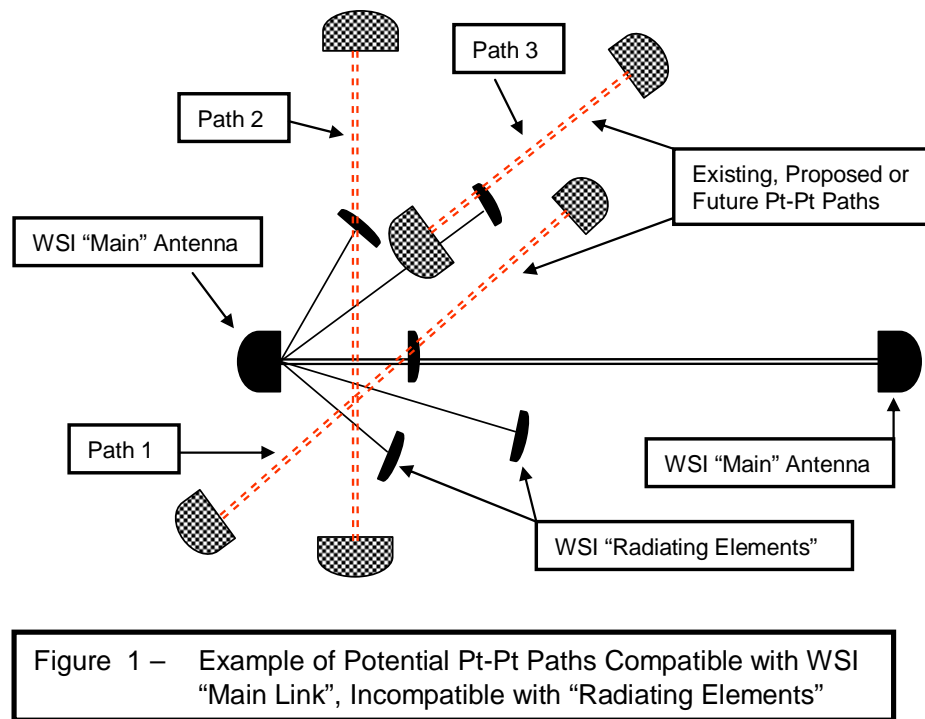 Path 3
Path 2
Existing, Proposed or
Future Pt-Pt Paths
WSI “Main” Antenna
Path 1
WSI “Main” Antenna
WSI “Radiating Elements”
Figure 1 – Example of Potential Pt-Pt Paths Compatible with WSI
“Main Link”, Incompatible with “Radiating Elements”